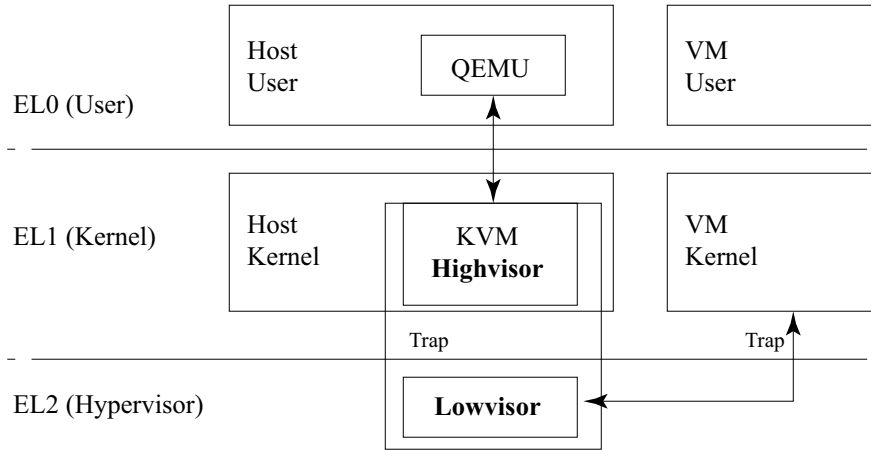 Host
User
QEMU
VM
User
EL0 (User)
Host
Kernel
KVM
Highvisor
VM
Kernel
EL1 (Kernel)
Trap
Trap
EL2 (Hypervisor)
Lowvisor